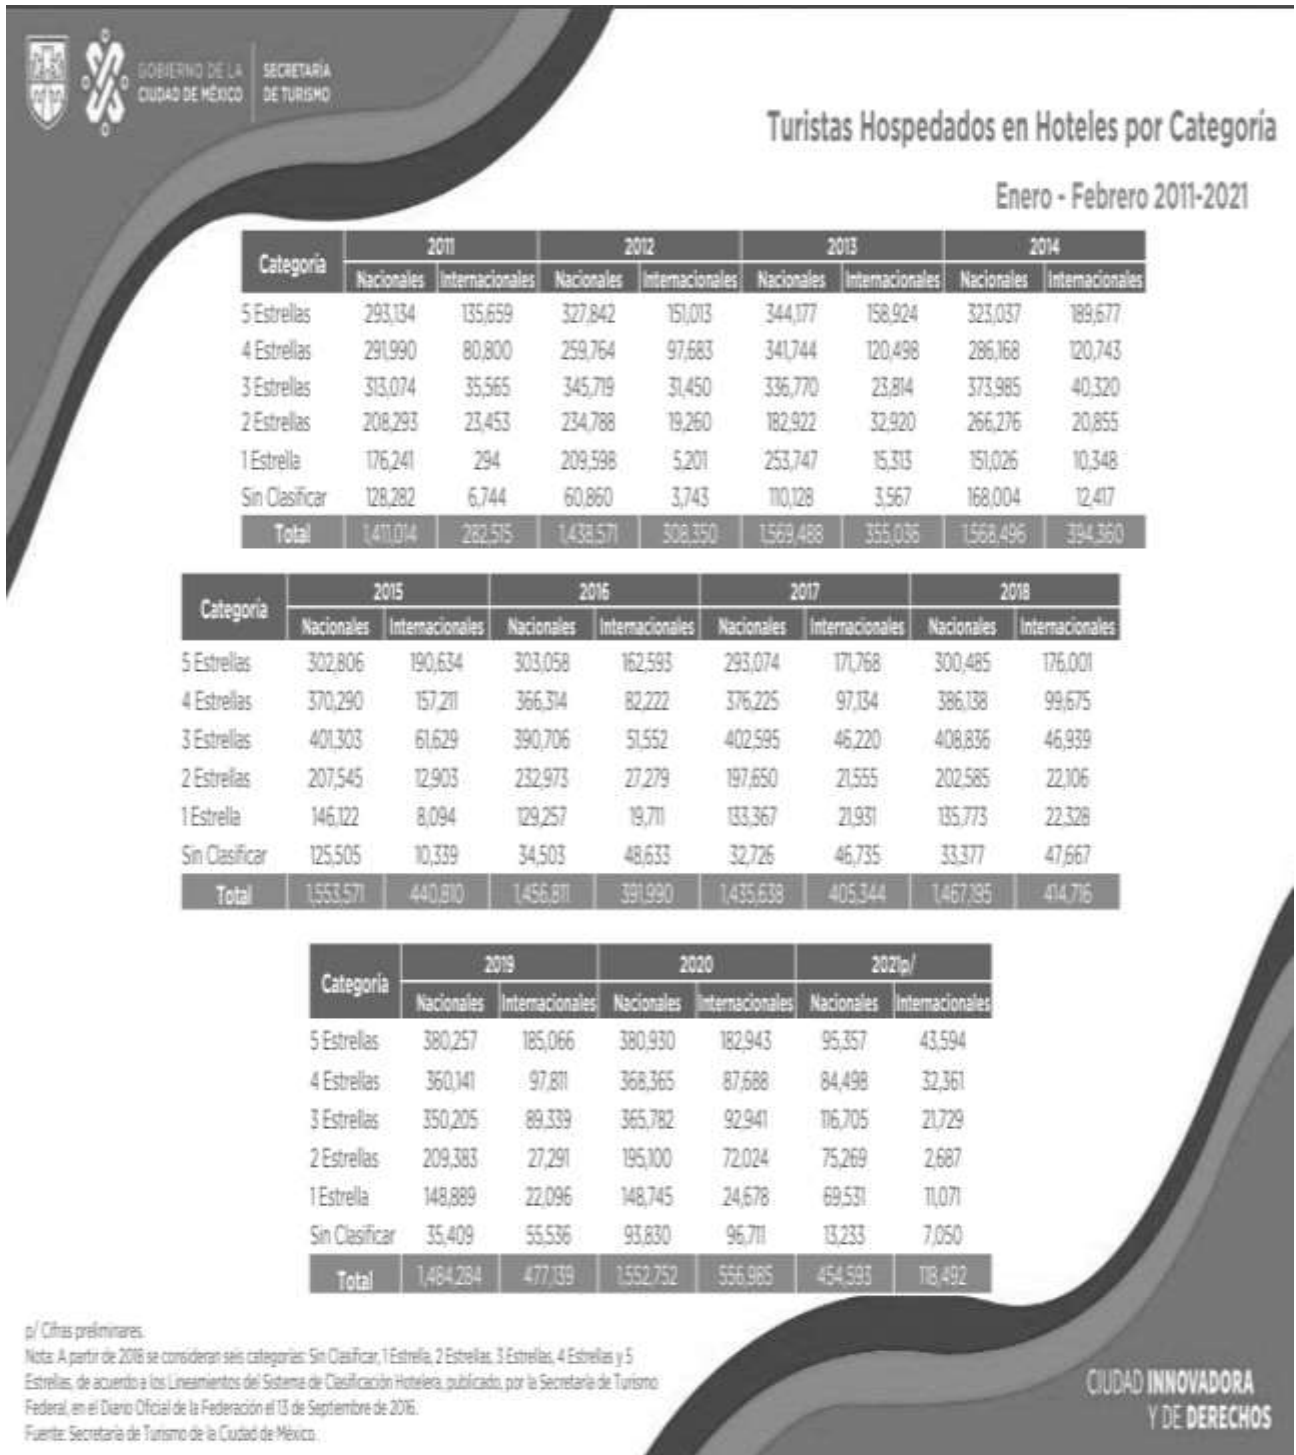 GOBIERNO DE LA
CIUDAD DE MÉXICO
SECRETARÍA
DE TURISMO
Turistas Hospedados en Hoteles por Categoría
Enero - Febrero 2011-2021
Categoría 2011 2012 2013 2014
Nacionales Internacionales Nacionales Internacionales Nacionales Internacionales Nacionales Internacionales
5 Estrellas 293,134 135,659 327,842 151,013 344,177 158,924 323,037 189,677
4 Estrellas 291,990 80,800 259,764 97,683 341,744 120,498 286,168 120,743
3 Estrellas 313,074 35,565 345,719 31,450 336,770 23,814 373,985 40,320
2 Estrellas 208,293 23,453 234,788 19,260 182,922 32,920 266,276 20,855
1 Estrella 176,241 294 209,598 5,201 253,747 15,313 151,026 10,348
Sin Clasificar 128,282 6,744 60,860 3,743 110,128 3,567 168,004 12,417
Total 1,411,014 282,515 1,438,571 308,350 1,569,488 355,036 1,568,496 394,360
Categoría 2015 2016 2017 2018
Nacionales Internacionales Nacionales Internacionales Nacionales Internacionales Nacionales Internacionales
5 Estrellas 302,806 190,634 303,058 162,593 293,074 171,768 300,485 176,001
4 Estrellas 370,290 157,211 366,314 82,222 376,225 97,134 386,138 99,675
3 Estrellas 401,303 61,629 390,706 51,552 402,595 46,220 408,836 46,939
2 Estrellas 207,545 12,903 232,973 27,279 197,650 21,555 202,585 22,106
1 Estrella 146,122 8,094 129,257 19,711 133,367 21,931 135,773 22,328
Sin Clasificar 125,505 10,339 34,503 48,633 32,726 46,735 33,377 47,667
Total 1,553,571 440,810 1,456,811 391,990 1,435,638 405,344 1,467,195 414,716
Categoría 2019 2020 2021p/
Nacionales Internacionales Nacionales Internacionales Nacionales Internacionales
5 Estrellas 380,257 185,066 380,930 182,943 95,357 43,594
4 Estrellas 360,141 97,811 368,365 87,688 84,498 32,361
3 Estrellas 350,205 89,339 365,782 92,941 116,705 21,729
2 Estrellas 209,383 27,291 195,100 72,024 75,269 2,687
1 Estrella 148,889 22,096 148,745 24,678 69,531 11,071
Sin Clasificar 35,409 55,536 93,830 96,711 13,233 7,050
Total 1,484,284 477,139 1,552,752 556,985 454,593 118,492
p/ Cifras preliminares.
Nota: A partir de 2018 se consideran seis categorías: Sin Clasificar, 1 Estrella, 2 Estrellas, 3 Estrellas, 4 Estrellas y 5
Estrellas, de acuerdo a los Lineamientos del Sistema de Clasificación Hotelera, publicado, por la Secretaría de Turismo
Federal, en el Diario Oficial de la Federación el 13 de Septiembre de 2016.
Fuente: Secretaría de Turismo de la Ciudad de México.
CIUDAD INNOVADORA
Y DE DERECHOS